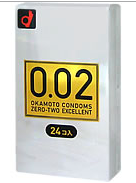 0.02
OKAMOTO CONDOMS
ZERO-TWO EXCELLENT
24コ入